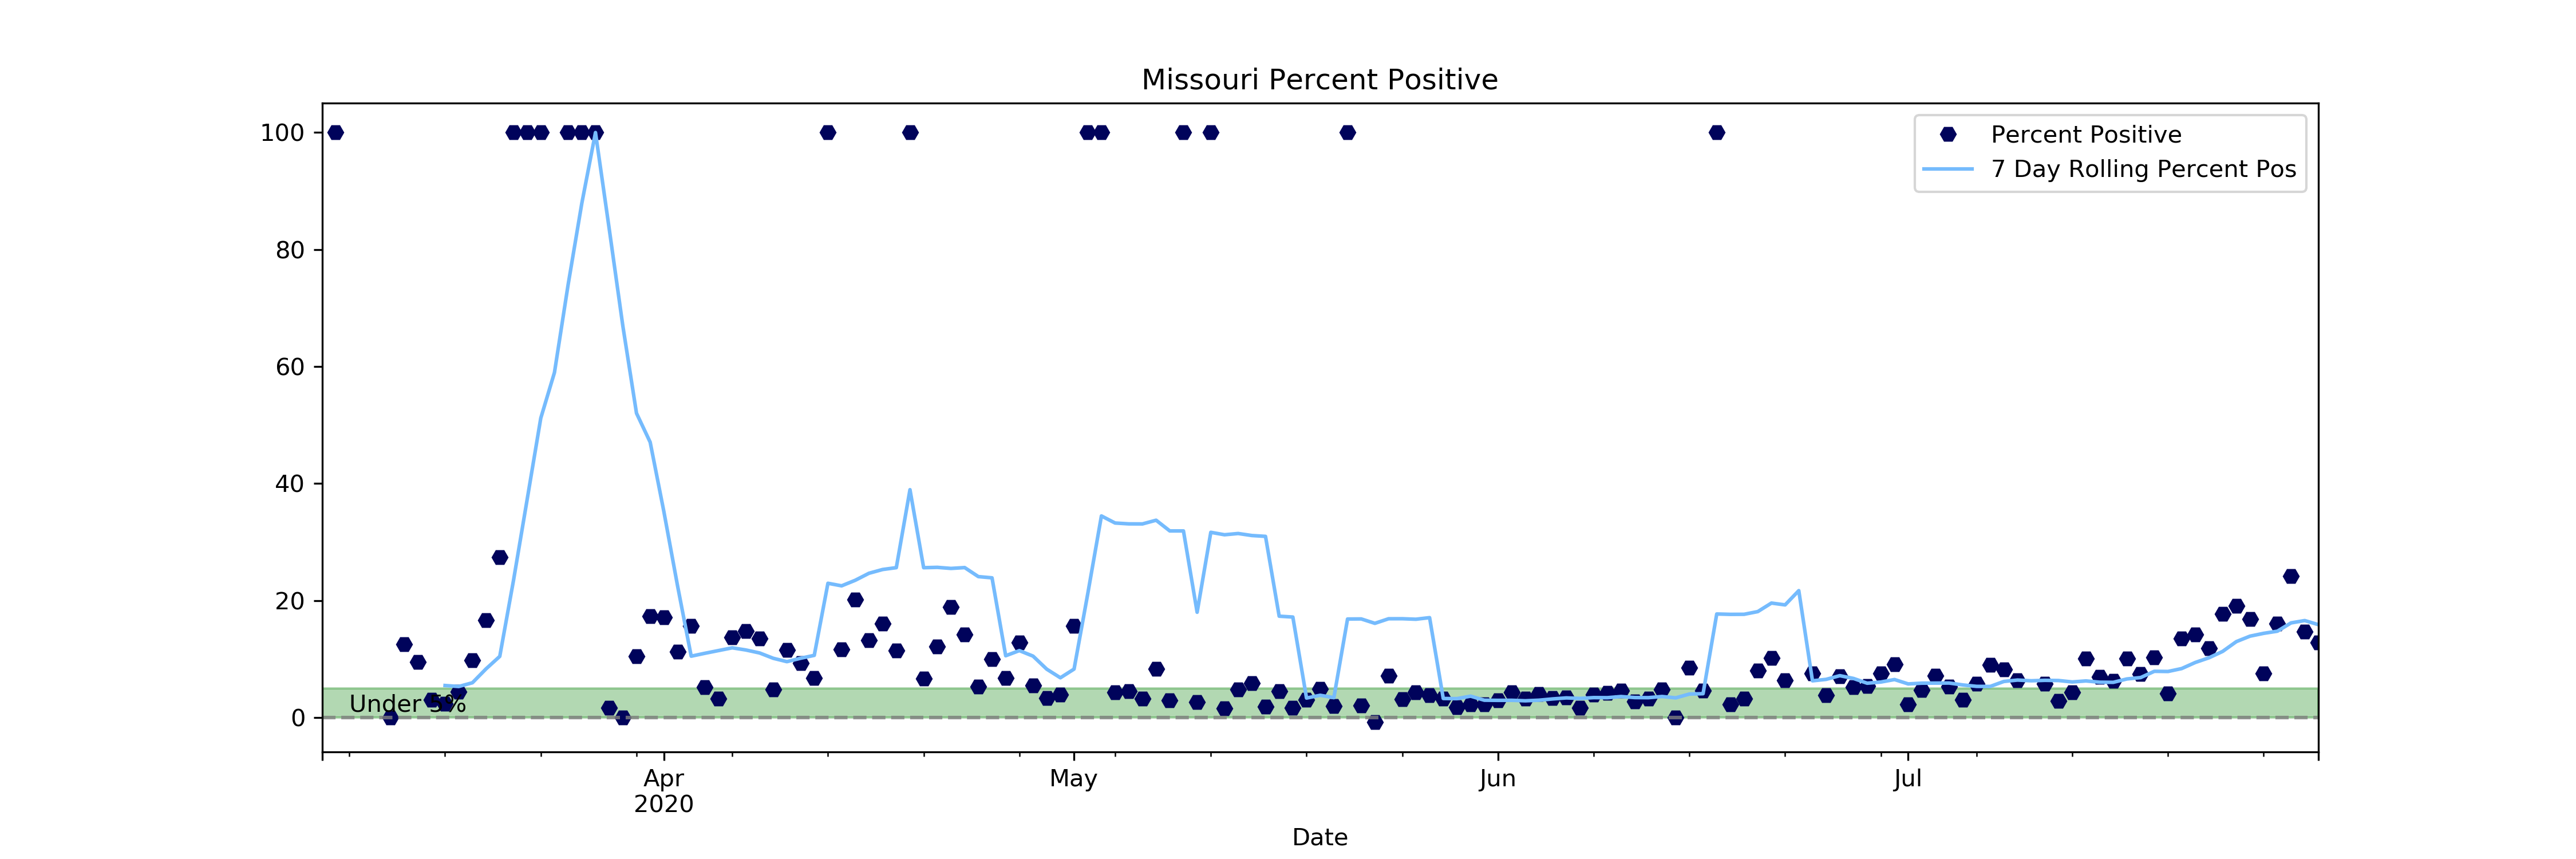 Missouri Percent Positive
100
80
60
40
20
0
Percent Positive
7 Day Rolling Percent Pos
Under 5%
Apr
2020
May
Jun
Jul
Date